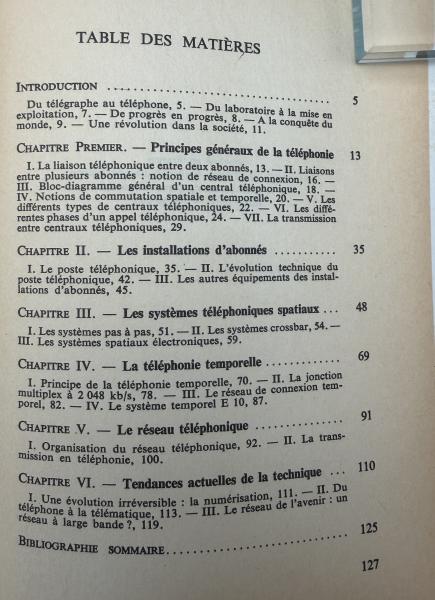 TABLE DES MATIÈRES
INTRODUCTION .................................. 5
Du télégraphe au téléphone, 5. — Du laboratoire à la mise en
exploitation, 7. — De progrès en progrès, 8. — A la conquête du
monde, 9. — Une révolution dans la société, 11.
CHAPITRE PREMIER. — Principes généraux de la téléphonie 13
I. La liaison téléphonique entre deux abonnés, 13. — II. Liaisons
entre plusieurs abonnés : notion de réseau de connexion, 16. —
III. Bloc-diagramme général d'un central téléphonique, 18. —
IV. Notions de commutation spatiale et temporelle, 20. — V. Les
différents types de centraux téléphoniques, 22. — VI. Les diffé-
rentes phases d'un appel téléphonique, 24. — VII. La transmission
entre centraux téléphoniques, 29.
CHAPITRE II. — Les installations d'abonnés ........... 35
I. Le poste téléphonique, 35. — II. L'évolution technique du
poste téléphonique, 42. — III. Les autres équipements des instal-
lations d'abonnés, 45.
CHAPITRE III. — Les systèmes téléphoniques spatiaux ... 48
I. Les systèmes pas à pas, 51. — II. Les systèmes crossbar, 54. —
III. Les systèmes spatiaux électroniques, 59.
CHAPITRE IV. — La téléphonie temporelle ............. 69
I. Principe de la téléphonie temporelle, 70. — II. La jonction
multiplex à 2 048 kb/s, 78. — III. Le réseau de connexion tem-
porel, 82. — IV. Le système temporel E 10, 87.
CHAPITRE V. — Le réseau téléphonique ............... 91
I. Organisation du réseau téléphonique, 92. — II. La trans-
mission en téléphonie, 100.
CHAPITRE VI. — Tendances actuelles de la technique ... 110
I. Une évolution irréversible : la numérisation, 111. — II. Du
téléphone à la télématique, 113. — III. Le réseau de l'avenir : un
réseau à large bande ?, 119.
BIBLIOGRAPHIE SOMMAIRE........................... 125
127